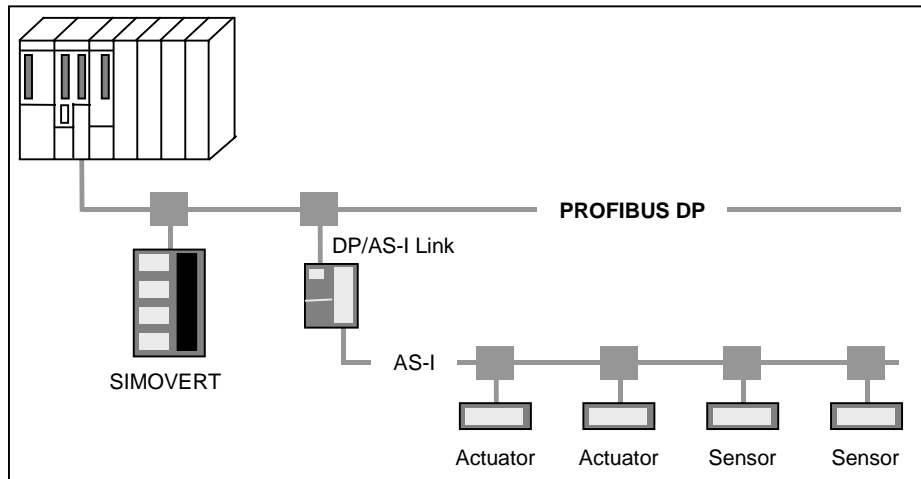 PROFIBUS DP
DP/AS-I Link
SIMOVERT
AS-I
Actuator
Actuator
Sensor
Sensor